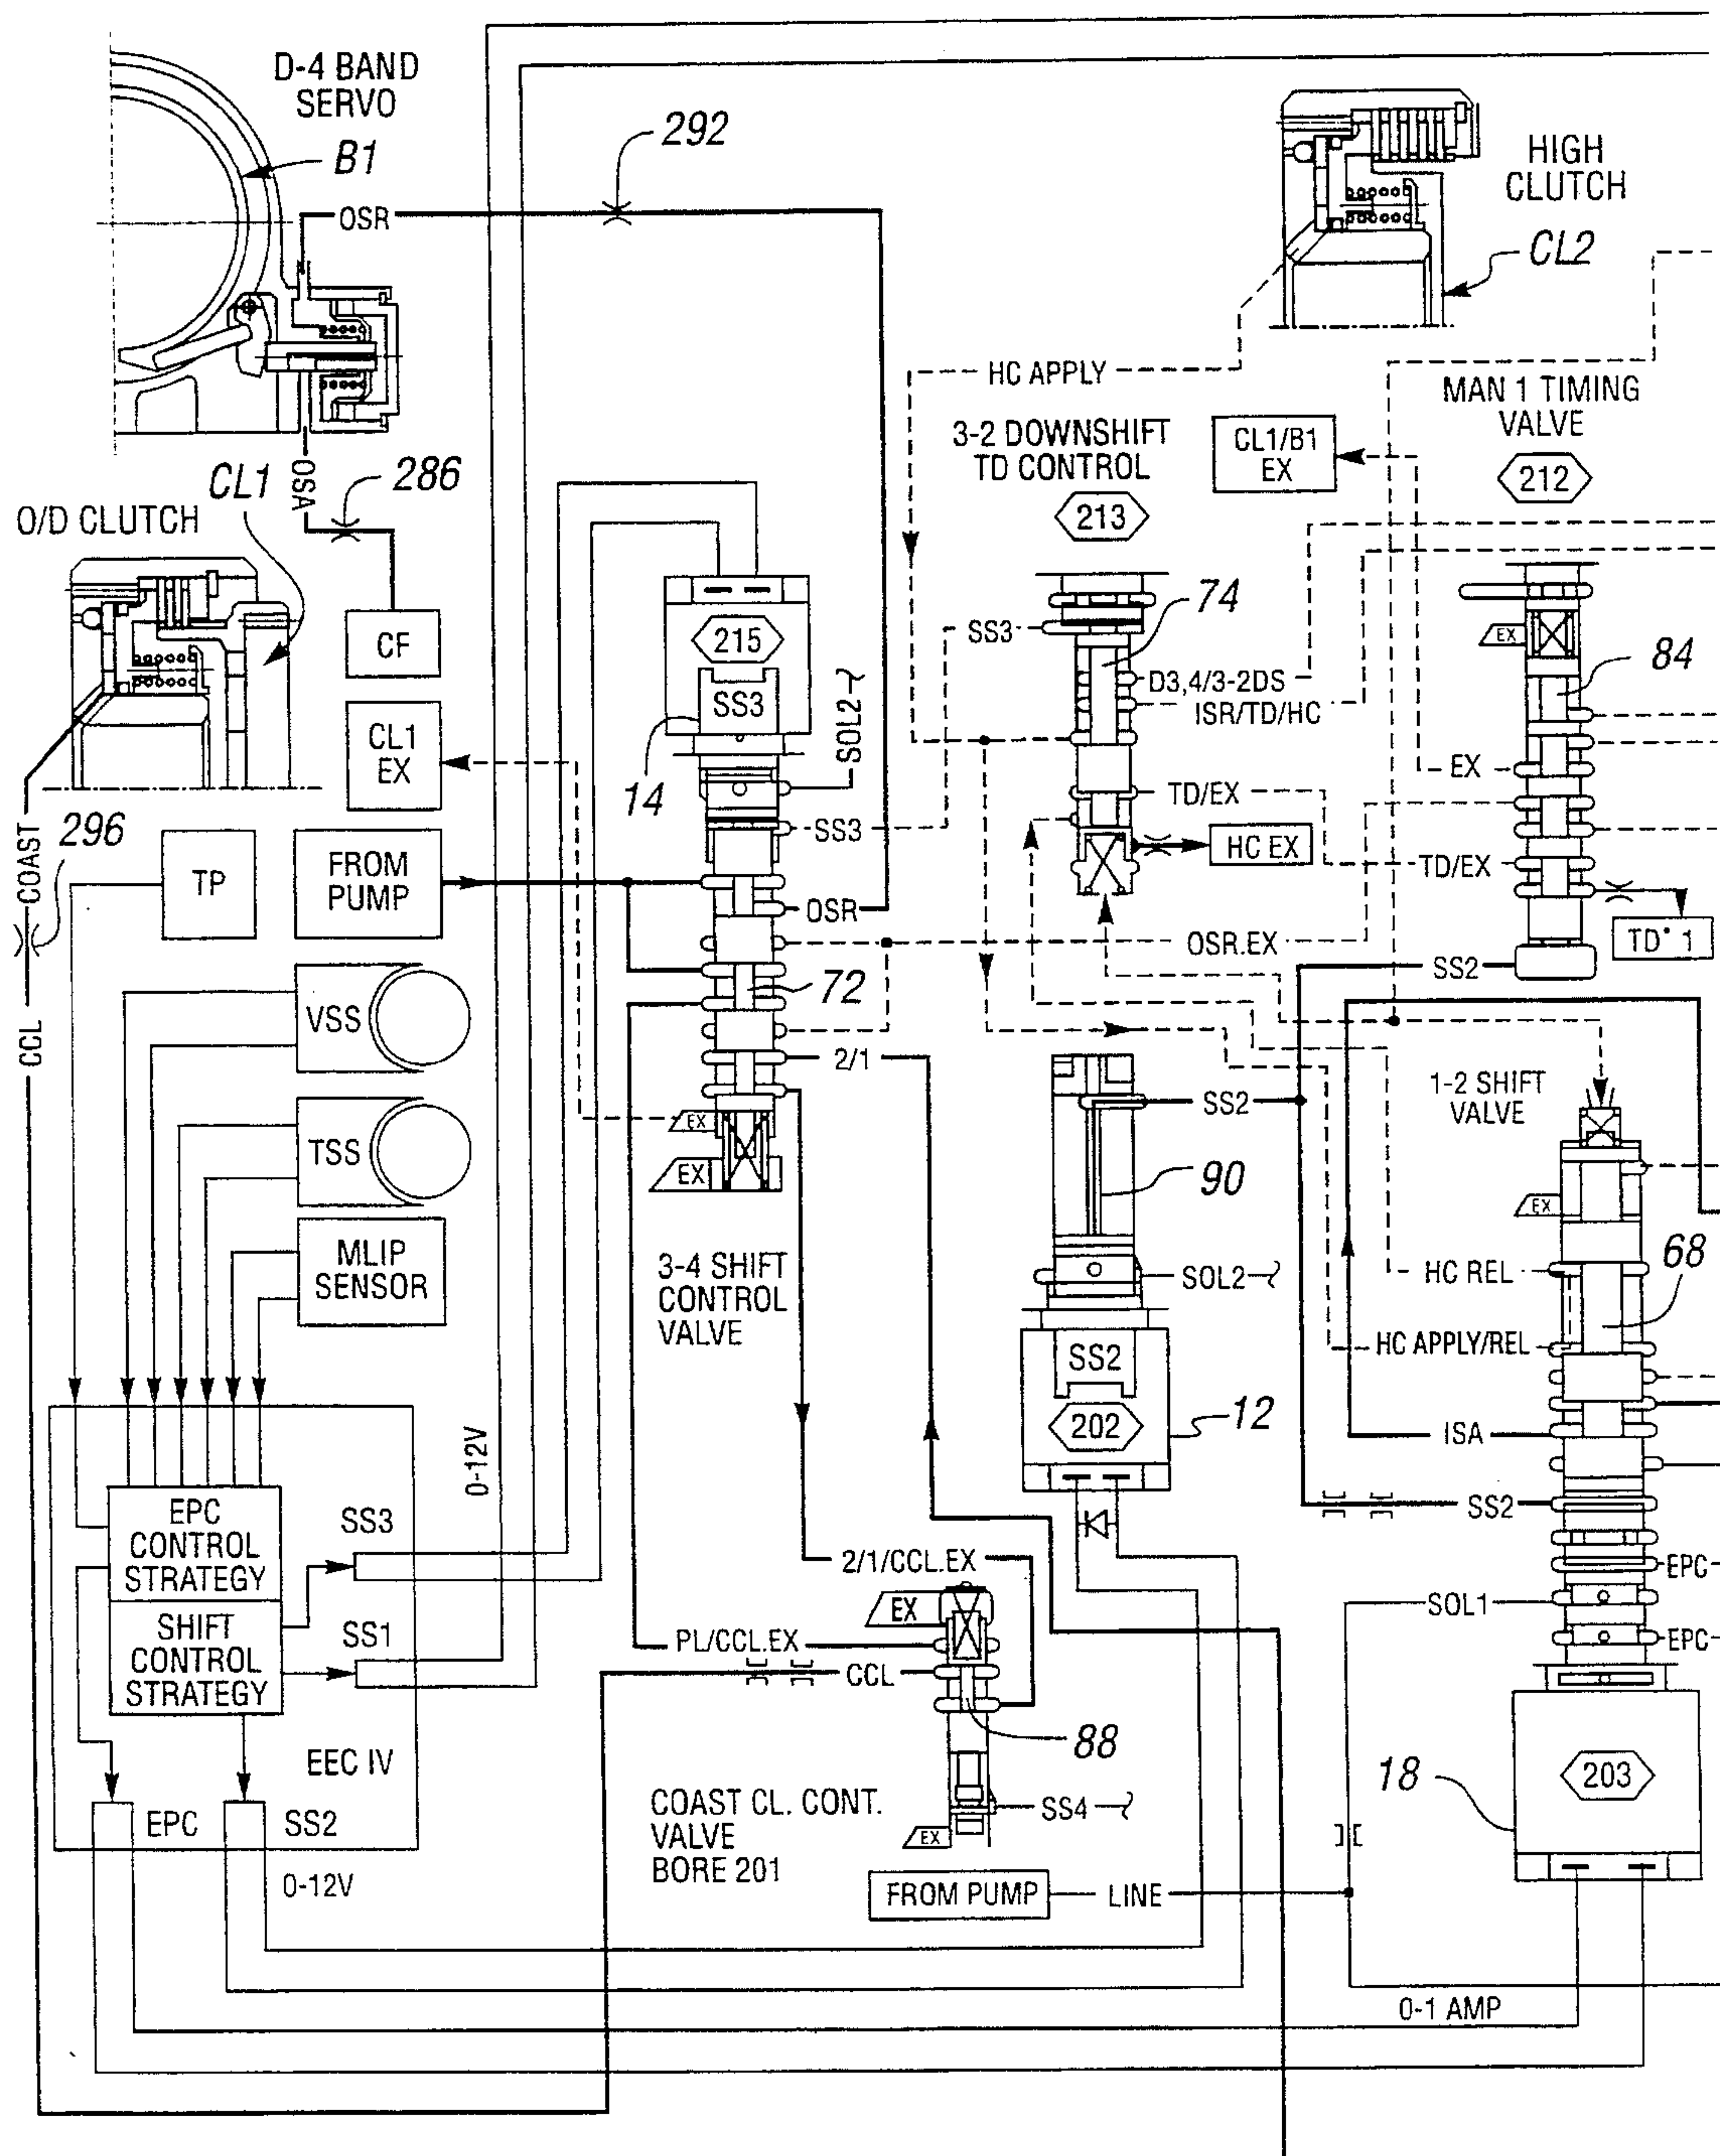 D-4 BAND
SERVO
B1
292
OSR
HIGH
CLUTCH
CL2
HC APPLY
3-2 DOWNSHIFT
TD CONTROL
213
CL1/B1
EX
MAN 1 TIMING
VALVE
212
OSA
286
CL1
O/D CLUTCH
CF
215
SS3
14
SOL2
SS3
74
D3,4/3-2DS
ISR/TD/HC
EX
84
CL1
EX
SS3
TD/EX
EX
HC EX
TD/EX
TD° 1
COAST
296
TP
FROM
PUMP
OSR
OSR.EX
SS2
72
CCL
VSS
2/1
TSS
EX
EX
SS2
90
1-2 SHIFT
VALVE
EX
MLIP
SENSOR
3-4 SHIFT
CONTROL
VALVE
SOL2
HC REL
68
HC APPLY/REL
SS2
202
12
ISA
0-12V
SS2
EPC
CONTROL
STRATEGY
SS3
2/1/CCL.EX
EPC
SOL1
EX
SHIFT
CONTROL
STRATEGY
SS1
PL/CCL.EX
EPC
CCL
88
EEC IV
18
203
COAST CL. CONT.
VALVE
BORE 201
SS4
EX
EPC
SS2
0-12V
FROM PUMP
LINE
0-1 AMP